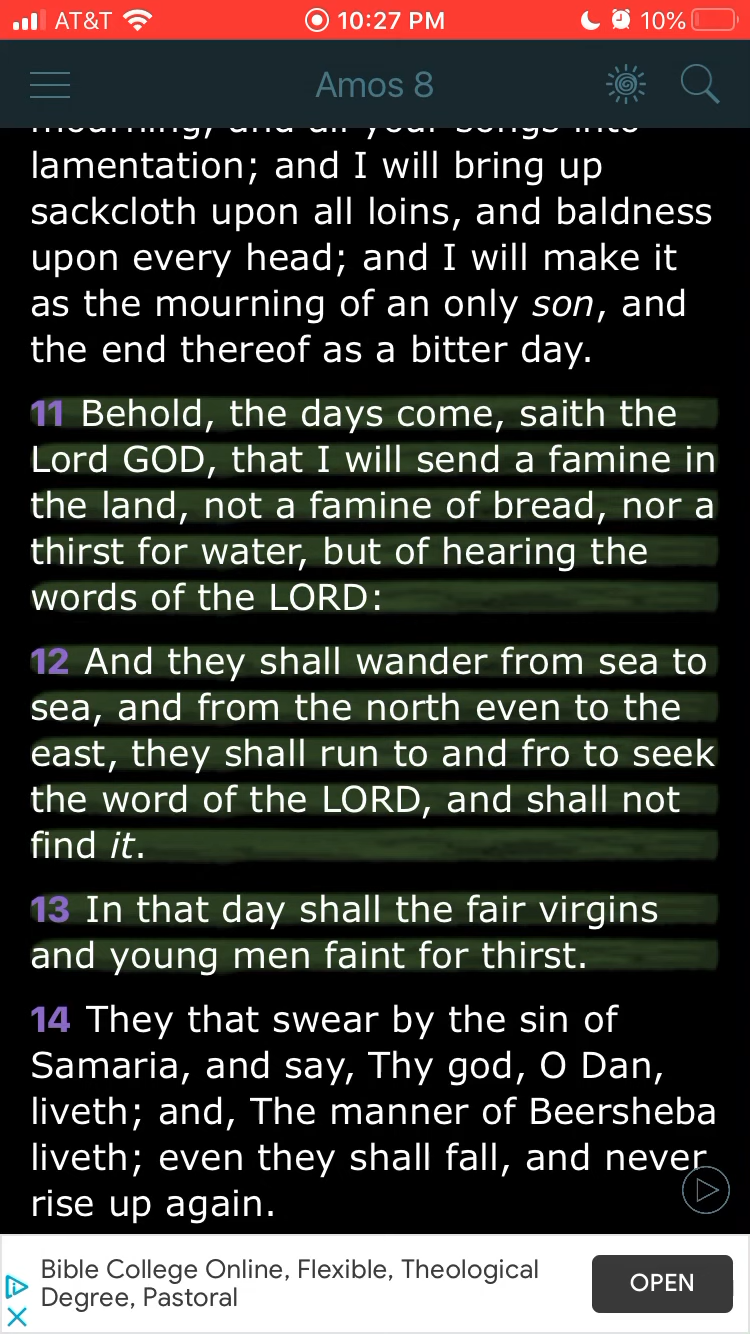 AT&T 10:27 PM 10%
Amos 8
mourning, and all your songs into
lamentation; and I will bring up
sackcloth upon all loins, and baldness
upon every head; and I will make it
as the mourning of an only son, and
the end thereof as a bitter day.
11 Behold, the days come, saith the
Lord GOD, that I will send a famine in
the land, not a famine of bread, nor a
thirst for water, but of hearing the
words of the LORD:
12 And they shall wander from sea to
sea, and from the north even to the
east, they shall run to and fro to seek
the word of the LORD, and shall not
find it.
13 In that day shall the fair virgins
and young men faint for thirst.
14 They that swear by the sin of
Samaria, and say, Thy god, O Dan,
liveth; and, The manner of Beersheba
liveth; even they shall fall, and never
rise up again.
Bible College Online, Flexible, Theological
Degree, Pastoral
OPEN